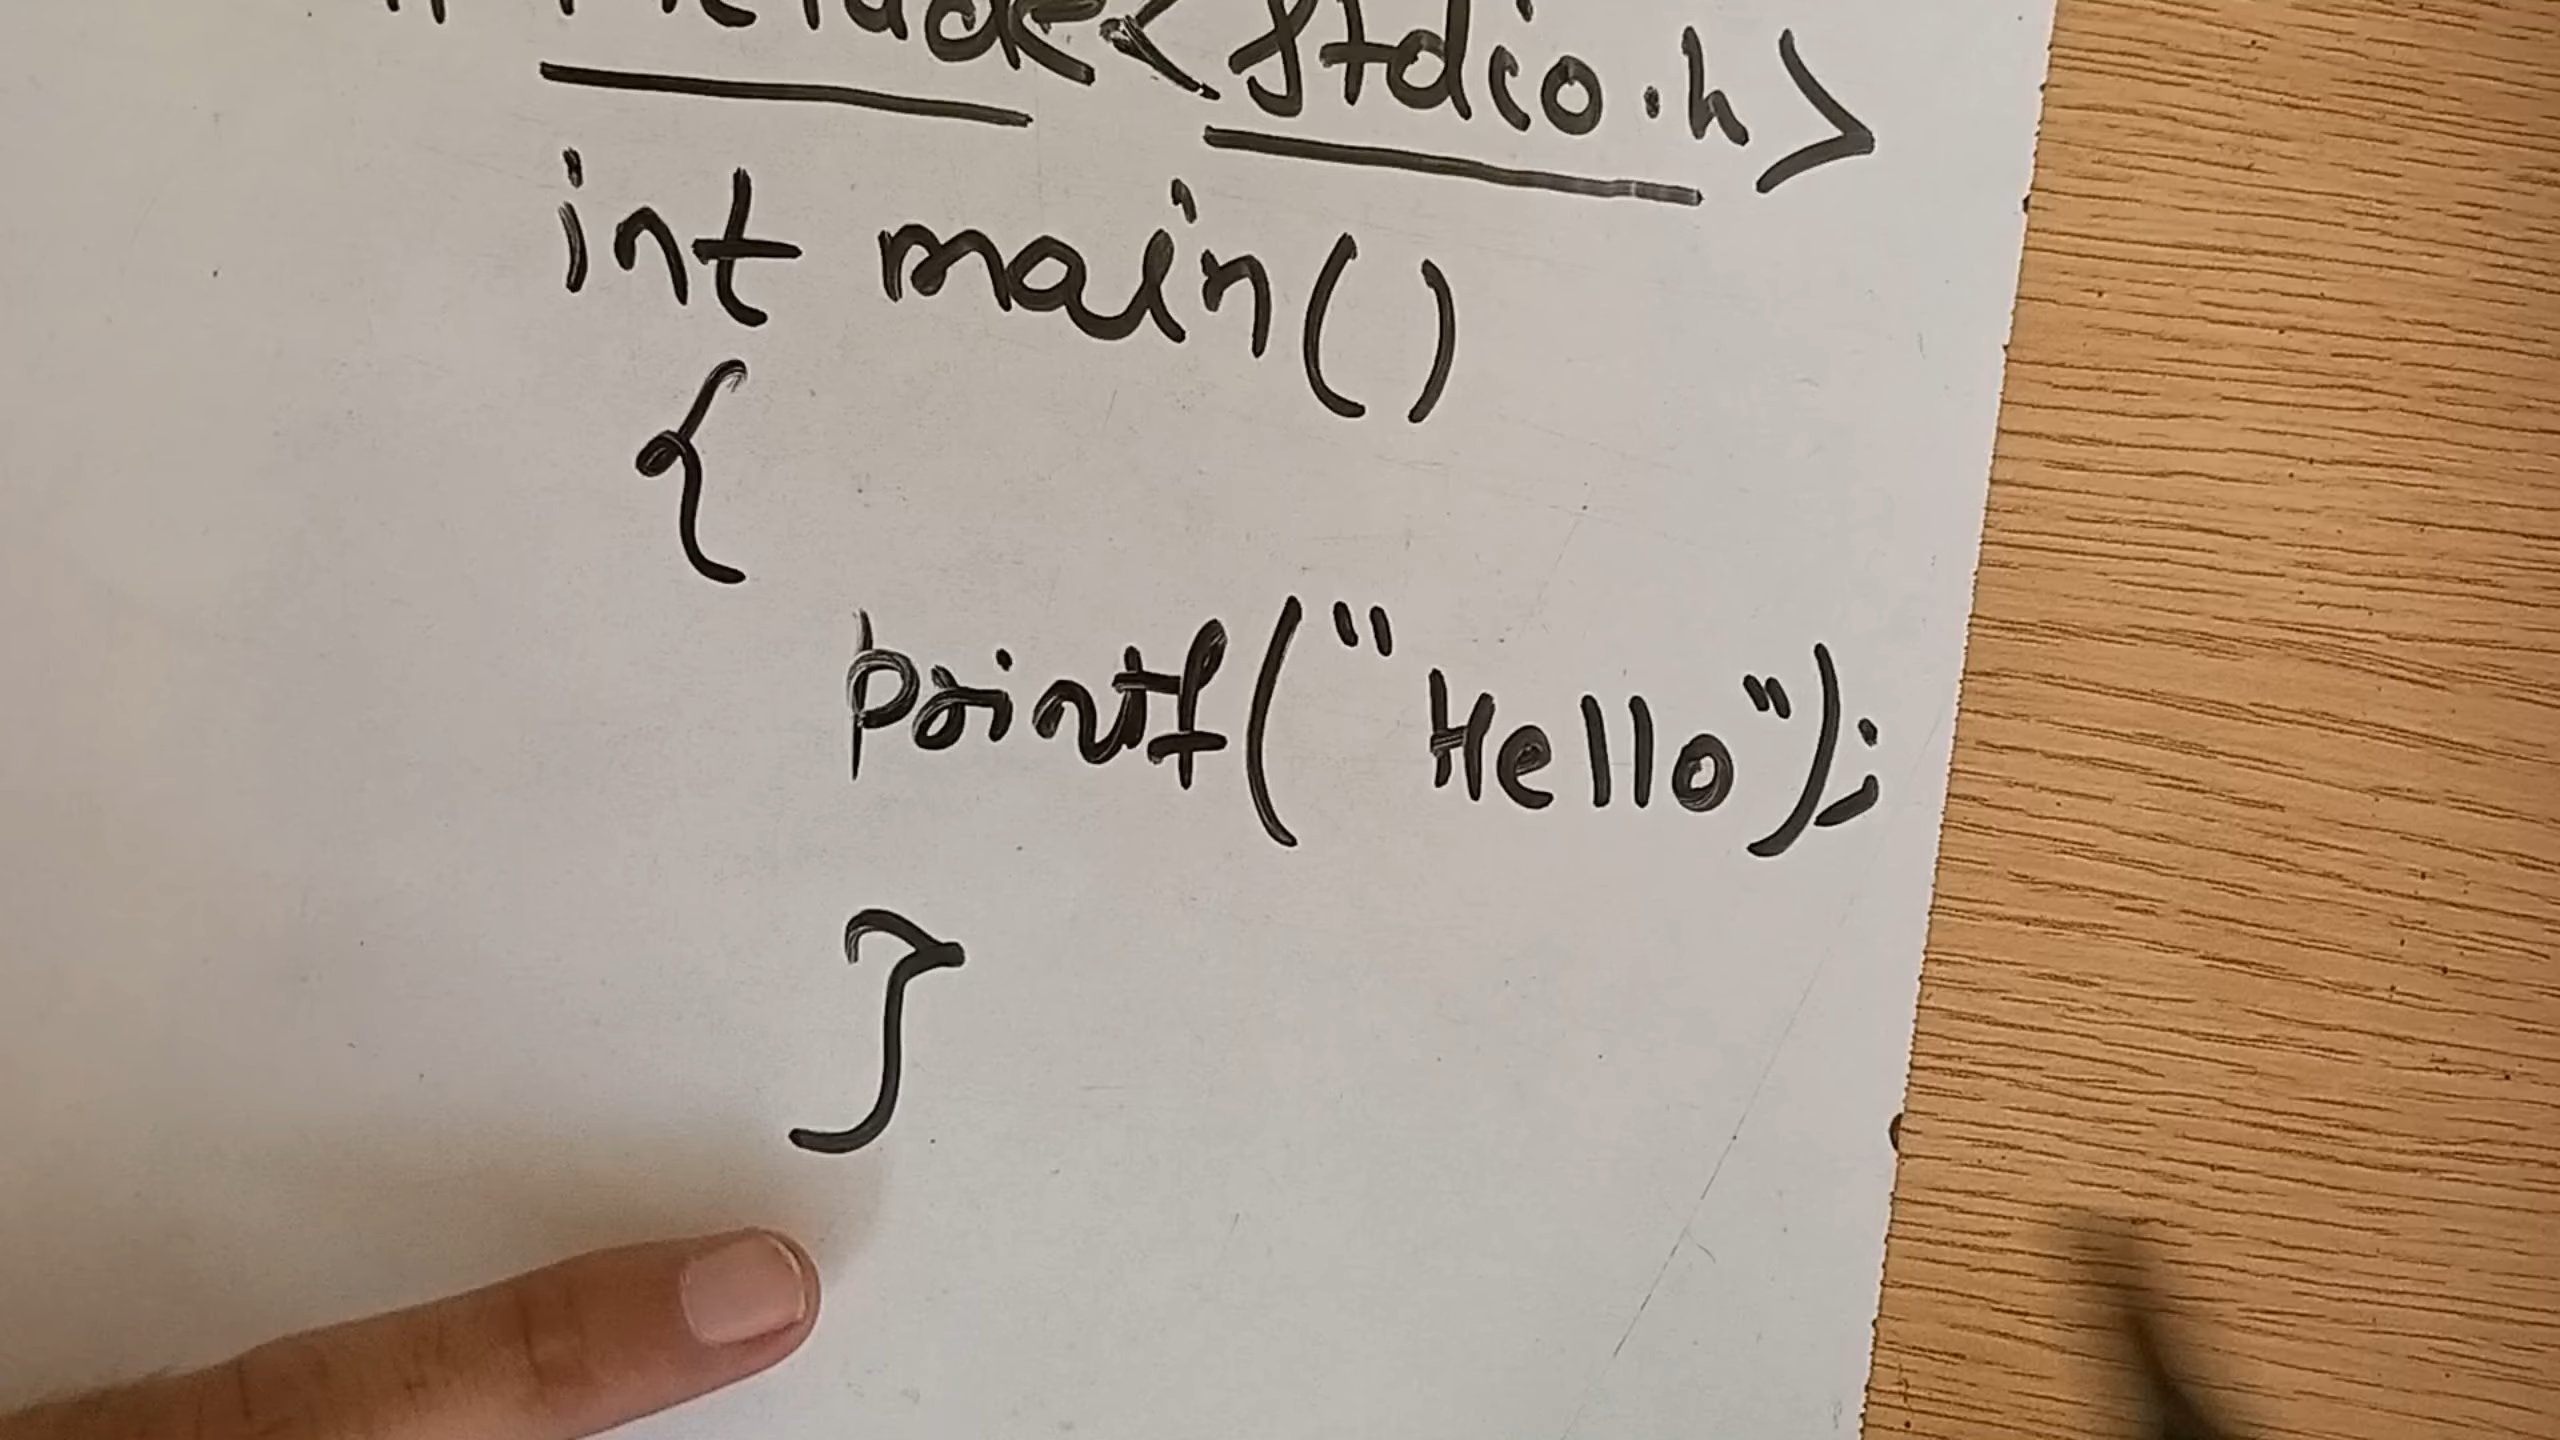 # include<stdio.h>
int main()
{
printf("Hello");
}